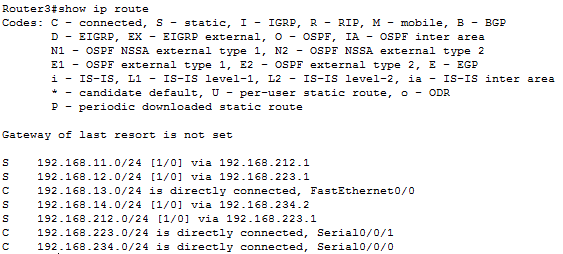 Router3#show ip route
Codes: C - connected, S - static, I - IGRP, R - RIP, M - mobile, B - BGP
D - EIGRP, EX - EIGRP external, O - OSPF, IA - OSPF inter area
N1 - OSPF NSSA external type 1, N2 - OSPF NSSA external type 2
E1 - OSPF external type 1, E2 - OSPF external type 2, E - EGP
i - IS-IS, L1 - IS-IS level-1, L2 - IS-IS level-2, ia - IS-IS inter area
* - candidate default, U - per-user static route, o - ODR
P - periodic downloaded static route
Gateway of last resort is not set
S 192.168.11.0/24 [1/0] via 192.168.212.1
S 192.168.12.0/24 [1/0] via 192.168.223.1
C 192.168.13.0/24 is directly connected, FastEthernet0/0
S 192.168.14.0/24 [1/0] via 192.168.234.2
S 192.168.212.0/24 [1/0] via 192.168.223.1
C 192.168.223.0/24 is directly connected, Serial0/0/1
C 192.168.234.0/24 is directly connected, Serial0/0/0